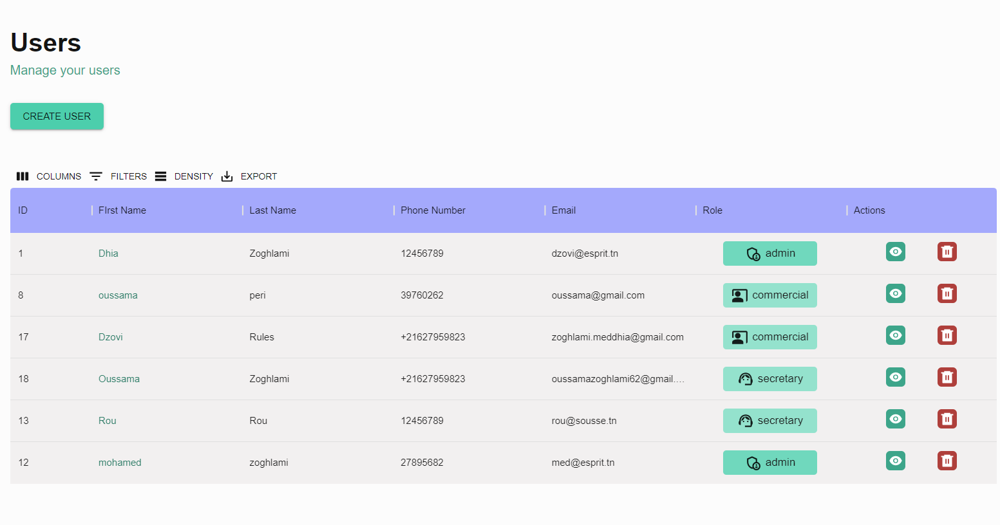 Users
Manage your users
CREATE USER
COLUMNS FILTERS DENSITY EXPORT
ID FIrst Name Last Name Phone Number Email Role Actions
1 Dhia Zoghlami 12456789 dzovi@esprit.tn admin
8 oussama peri 39760262 oussama@gmail.com commercial
17 Dzovi Rules +21627959823 zoghlami.meddhia@gmail.com commercial
18 Oussama Zoghlami +21627959823 oussamazoghlami62@gmail.… secretary
13 Rou Rou 12456789 rou@sousse.tn secretary
12 mohamed zoghlami 27895682 med@esprit.tn admin